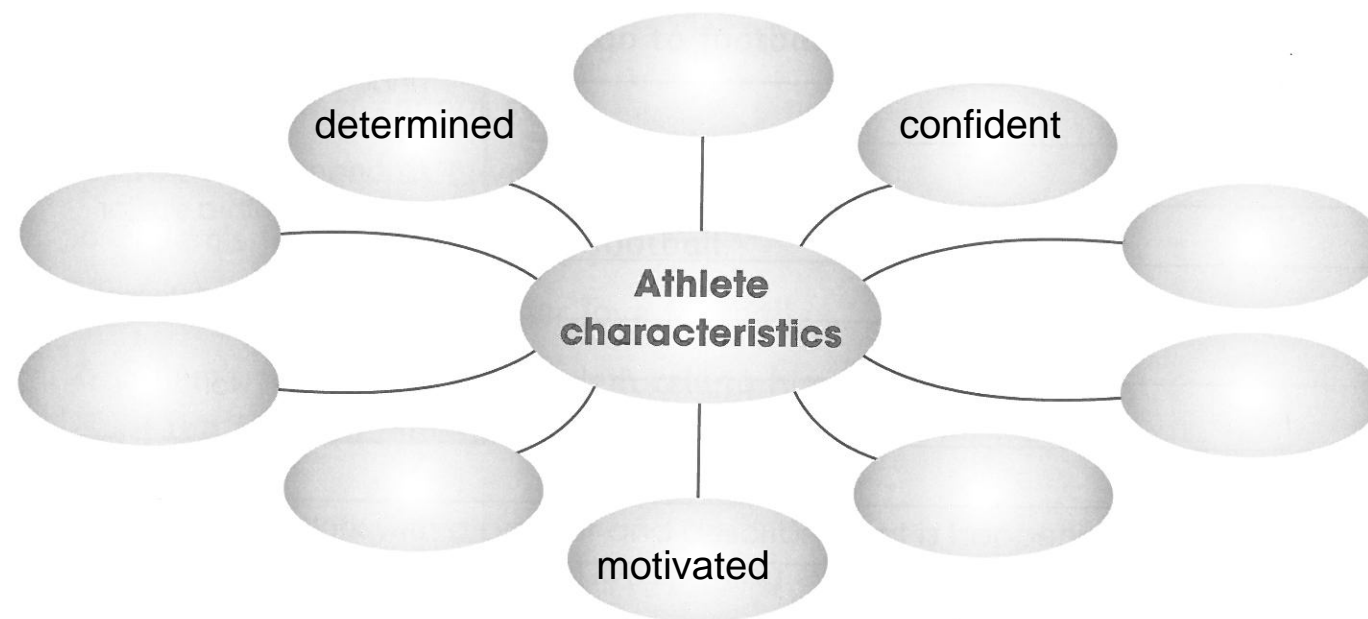 determined
confident
Athlete
characteristics
motivated